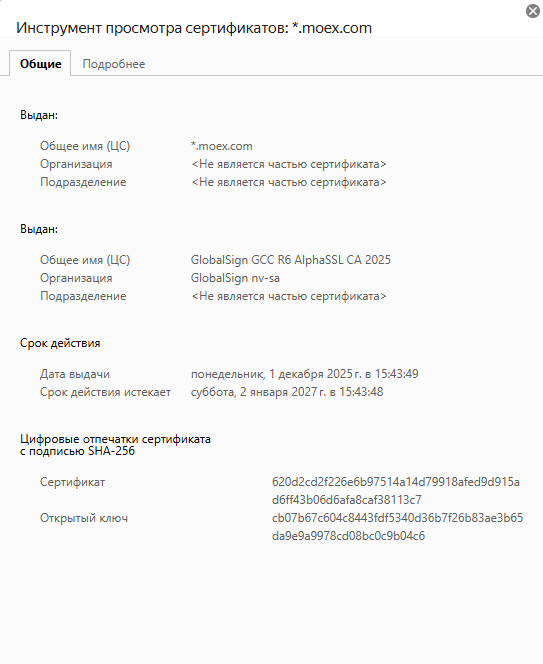 Инструмент просмотра сертификатов: *.moex.com
Общие Подробнее
Выдан:
Общее имя (ЦС) *.moex.com
Организация <Не является частью сертификата>
Подразделение <Не является частью сертификата>
Выдан:
Общее имя (ЦС) GlobalSign GCC R6 AlphaSSL CA 2025
Организация GlobalSign nv-sa
Подразделение <Не является частью сертификата>
Срок действия
Дата выдачи понедельник, 1 декабря 2025 г. в 15:43:49
Срок действия истекает суббота, 2 января 2027 г. в 15:43:48
Цифровые отпечатки сертификата
с подписью SHA-256
Сертификат 620d2cd2f226e6b97514a14d79918afed9d915a
d6ff43b06d6afa8caf38113c7
Открытый ключ cb07b67c604c8443fdf5340d36b7f26b83ae3b65
da9e9a9978cd08bc0c9b04c6